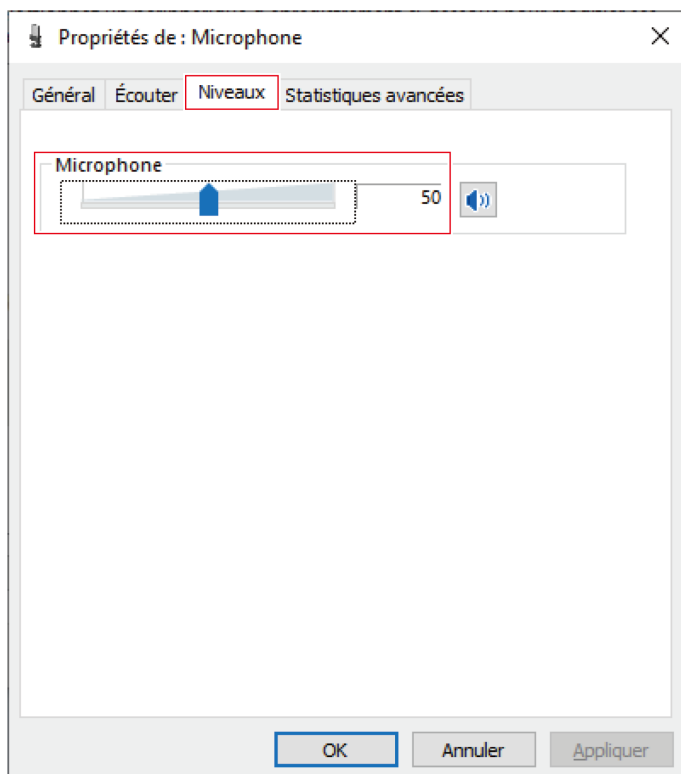 Propriétés de : Microphone
Général Écouter Niveaux Statistiques avancées
Microphone
50
OK Annuler Appliquer